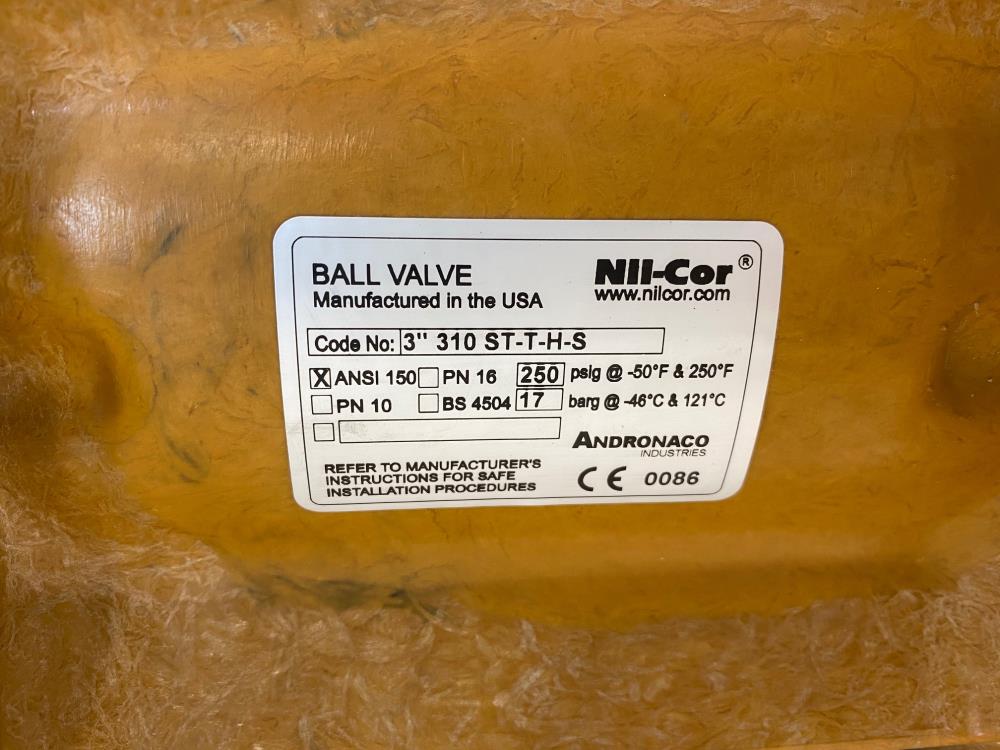 BALL VALVE
Manufactured in the USA
Nil-Cor®
www.nilcor.com
Code No: 3" 310 ST-T-H-S
X ANSI 150 PN 16 250 psig @ -50°F & 250°F
PN 10 BS 4504 17 barg @ -46°C & 121°C
ANDRONACO
INDUSTRIES
REFER TO MANUFACTURER'S
INSTRUCTIONS FOR SAFE
INSTALLATION PROCEDURES
CE 0086